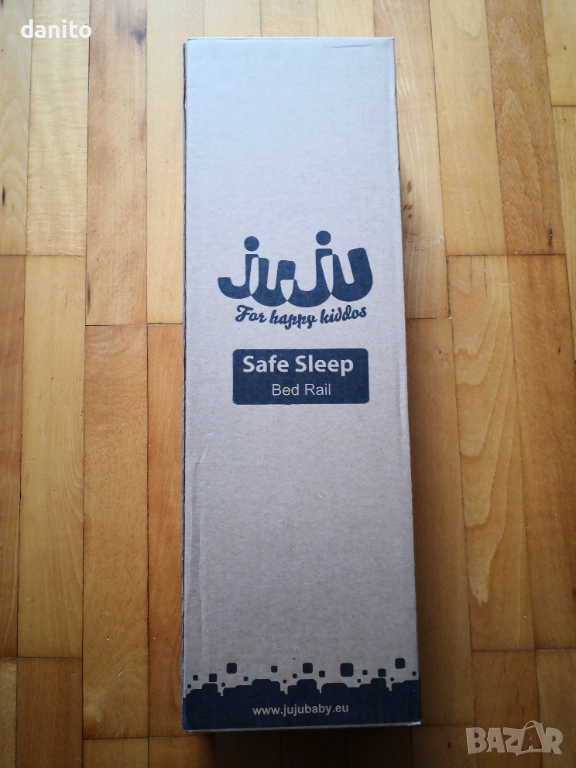 danito
juju
For happy kiddos
Safe Sleep
Bed Rail
www.jujubaby.eu
BAZAR